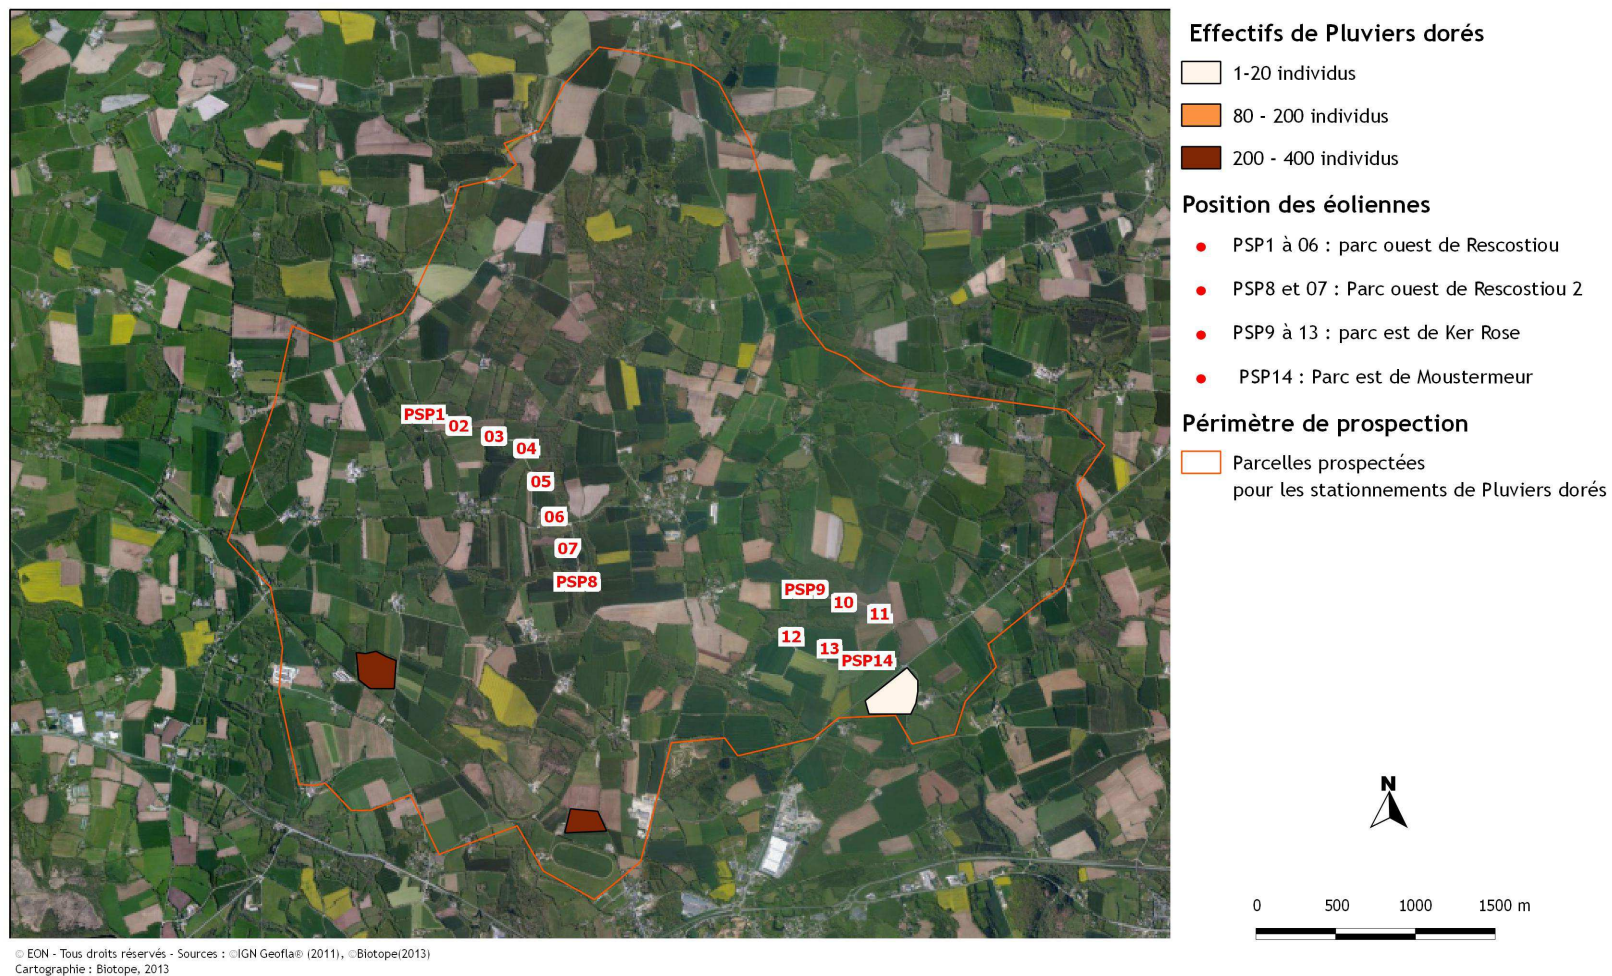 Effectifs de Pluviers dorés
1-20 individus
80 - 200 individus
200 - 400 individus
Position des éoliennes
PSP1 à 06 : parc ouest de Rescostiou
PSP8 et 07 : Parc ouest de Rescostiou 2
PSP9 à 13 : parc est de Ker Rose
PSP14 : Parc est de Moustermeur
Périmètre de prospection
Parcelles prospectées
pour les stationnements de Pluviers dorés
PSP1
02
03
04
05
06
07
PSP8
PSP9
10
11
12
13
PSP14
N
0 500 1000 1500 m
© EON - Tous droits réservés - Sources : ©IGN Geofla® (2011), ©Biotope(2013)
Cartographie : Biotope, 2013